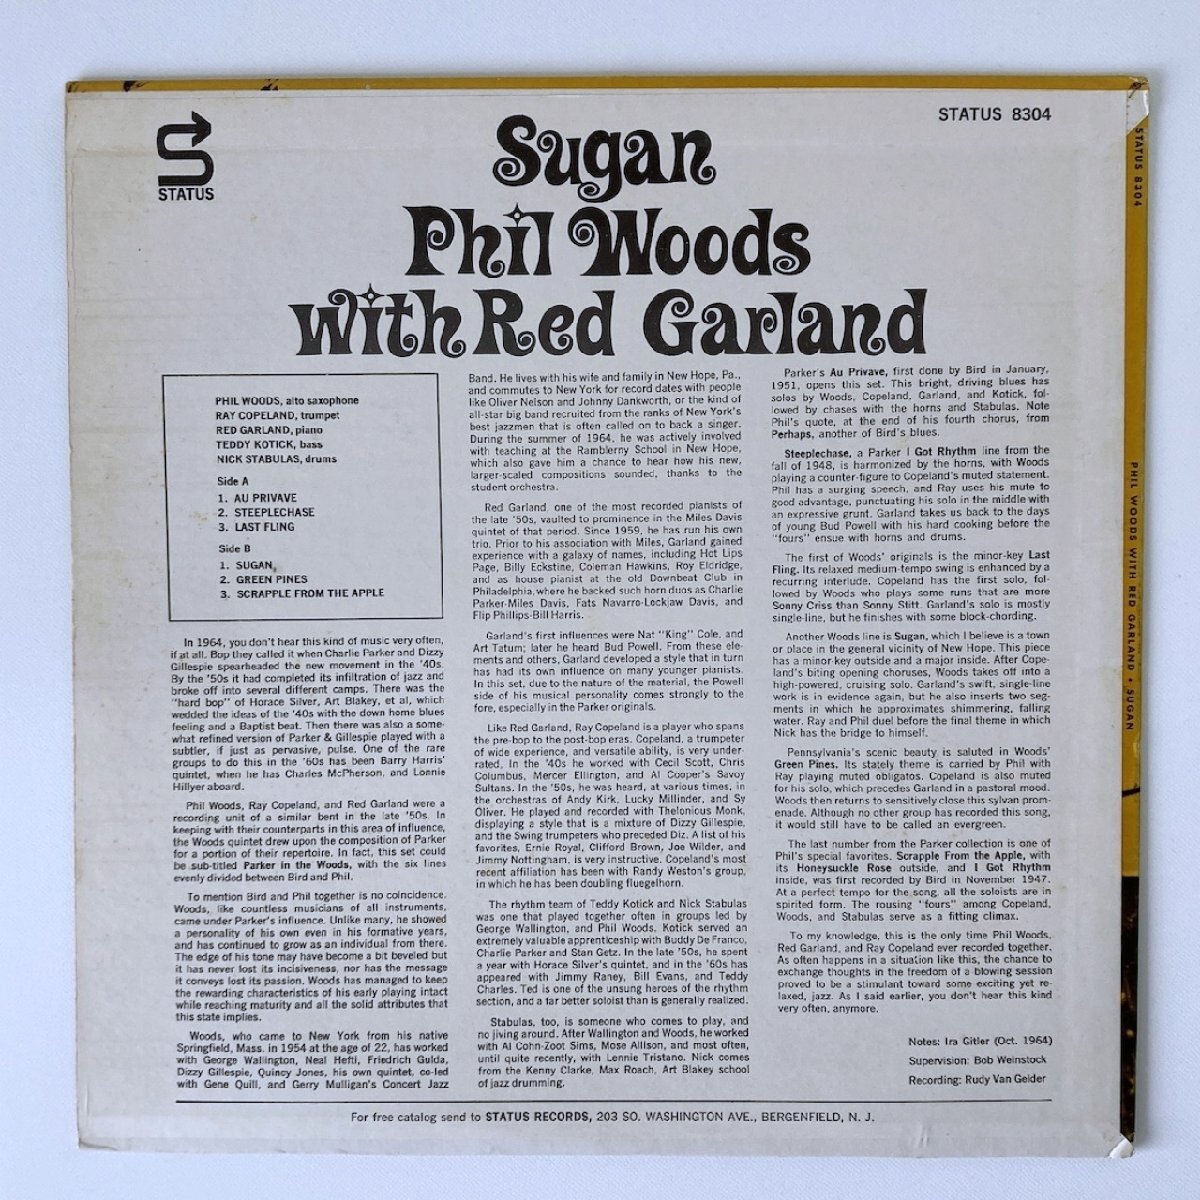 STATUS
STATUS 8304
Sugan
Phil Woods
with Red Garland
PHIL WOODS, alto saxophone
RAY COPELAND, trumpet
RED GARLAND, piano
TEDDY KOTICK, bass
NICK STABULAS, drums
Side A
1. AU PRIVAVE
2. STEEPLECHASE
3. LAST FLING
Side B
1. SUGAN
2. GREEN PINES
3. SCRAPPLE FROM THE APPLE
In 1964, you don't hear this kind of music very often,
if at all. Bop they called it when Charlie Parker and Dizzy
Gillespie spearheaded the new movement in the '40s.
By the '50s it had completed its infiltration of jazz and
broke off into several different camps. There was the
"hard bop" of Horace Silver, Art Blakey, et al, which
wedded the ideas of the '40s with the down home blues
feeling and a Baptist beat. Then there was also a some-
what refined version of Parker & Gillespie played with a
subtler, if just as pervasive, pulse. One of the rare
groups to do this in the '60s has been Barry Harris'
quintet, when he has Charles McPherson, and Lonnie
Hillyer aboard.
Phil Woods, Ray Copeland, and Red Garland were a
recording unit of a similar bent in the late '50s. In
keeping with their counterparts in this area of influence,
the Woods quintet drew upon the composition of Parker
for a portion of their repertoire. In fact, this set could
be sub-titled Parker in the Woods, with the six lines
evenly divided between Bird and Phil.
To mention Bird and Phil together is no coincidence.
Woods, like countless musicians of all instruments,
came under Parker's influence. Unlike many, he showed
a personality of his own even in his formative years,
and has continued to grow as an individual from there.
The edge of his tone may have become a bit beveled but
it has never lost its incisiveness, nor has the message
it conveys lost its passion. Woods has managed to keep
the rewarding characteristics of his early playing intact
while reaching maturity and all the solid attributes that
this state implies.
Woods, who came to New York from his native
Springfield, Mass. in 1954 at the age of 22, has worked
with George Wallington, Neal Hefti, Friedrich Gulda,
Dizzy Gillespie, Quincy Jones, his own quintet, co-led
with Gene Quill, and Gerry Mulligan's Concert Jazz
Band. He lives with his wife and family in New Hope, Pa.,
and commutes to New York for record dates with people
like Oliver Nelson and Johnny Dankworth, or the kind of
all-star big band recruited from the ranks of New York's
best jazzmen that is often called on to back a singer.
During the summer of 1964, he was actively involved
with teaching at the Ramblerny School in New Hope,
which also gave him a chance to hear how his new,
larger-scaled compositions sounded, thanks to the
student orchestra.
Red Garland, one of the most recorded pianists of
the late '50s, vaulted to prominence in the Miles Davis
quintet of that period. Since 1959, he has run his own
trio. Prior to his association with Miles, Garland gained
experience with a galaxy of names, including Hot Lips
Page, Billy Eckstine, Coleman Hawkins, Roy Eldridge,
and as house pianist at the old Downbeat Club in
Philadelphia, where he backed such horn duos as Charlie
Parker-Miles Davis, Fats Navarro-Lockjaw Davis, and
Flip Phillips-Bill Harris.
Garland's first influences were Nat "King" Cole, and
Art Tatum; later he heard Bud Powell. From these ele-
ments and others, Garland developed a style that in turn
has had its own influence on many younger pianists.
In this set, due to the nature of the material, the Powell
side of his musical personality comes strongly to the
fore, especially in the Parker originals.
Like Red Garland, Ray Copeland is a player who spans
the pre-bop to the post-bop eras. Copeland, a trumpeter
of wide experience, and versatile ability, is very under-
rated. In the '40s he worked with Cecil Scott, Chris
Columbus, Mercer Ellington, and Al Cooper's Savoy
Sultans. In the '50s, he was heard, at various times, in
the orchestras of Andy Kirk, Lucky Millinder, and Sy
Oliver. He played and recorded with Thelonious Monk,
displaying a style that is a mixture of Dizzy Gillespie,
and the Swing trumpeters who preceded Diz. A list of his
favorites, Ernie Royal, Clifford Brown, Joe Wilder, and
Jimmy Nottingham, is very instructive. Copeland's most
recent affiliation has been with Randy Weston's group,
in which he has been doubling fluegelhorn.
The rhythm team of Teddy Kotick and Nick Stabulas
was one that played together often in groups led by
George Wallington, and Phil Woods. Kotick served an
extremely valuable apprenticeship with Buddy De Franco,
Charlie Parker and Stan Getz. In the late '50s, he spent
a year with Horace Silver's quintet, and in the '60s has
appeared with Jimmy Raney, Bill Evans, and Teddy
Charles. Ted is one of the unsung heroes of the rhythm
section, and a far better soloist than is generally realized.
Stabulas, too, is someone who comes to play, and
no jiving around. After Wallington and Woods, he worked
with Al Cohn-Zoot Sims, Mose Allison, and most often,
until quite recently, with Lennie Tristano. Nick comes
from the Kenny Clarke, Max Roach, Art Blakey school
of jazz drumming.
Parker's Au Privave, first done by Bird in January,
1951, opens this set. This bright, driving blues has
solos by Woods, Copeland, Garland, and Kotick, fol-
lowed by chases with the horns and Stabulas. Note
Phil's quote, at the end of his fourth chorus, from
Perhaps, another of Bird's blues.
Steeplechase, a Parker I Got Rhythm line from the
fall of 1948, is harmonized by the horns, with Woods
playing a counter-figure to Copeland's muted statement.
Phil has a surging speech, and Ray uses his mute to
good advantage, punctuating his solo in the middle with
an expressive grunt. Garland takes us back to the days
of young Bud Powell with his hard cooking before the
"fours" ensue with horns and drums.
The first of Woods' originals is the minor-key Last
Fling. Its relaxed medium-tempo swing is enhanced by a
recurring interlude. Copeland has the first solo, fol-
lowed by Woods who plays some runs that are more
Sonny Criss than Sonny Stitt. Garland's solo is mostly
single-line, but he finishes with some block-chording.
Another Woods line is Sugan, which I believe is a town
or place in the general vicinity of New Hope. This piece
has a minor-key outside and a major inside. After Cope-
land's biting opening choruses, Woods takes off into a
high-powered, cruising solo. Garland's swift, single-line
work is in evidence again, but he also inserts two seg-
ments in which he approximates shimmering, falling
water. Ray and Phil duel before the final theme in which
Nick has the bridge to himself.
Pennsylvania's scenic beauty is saluted in Woods'
Green Pines. Its stately theme is carried by Phil with
Ray playing muted obligatos. Copeland is also muted
for his solo, which precedes Garland in a pastoral mood.
Woods then returns to sensitively close this sylvan prom-
enade. Although no other group has recorded this song,
it would still have to be called an evergreen.
The last number from the Parker collection is one of
Phil's special favorites. Scrapple From the Apple, with
its Honeysuckle Rose outside, and I Got Rhythm
inside, was first recorded by Bird in November 1947.
At a perfect tempo for the song, all the soloists are in
spirited form. The rousing "fours" among Copeland,
Woods, and Stabulas serve as a fitting climax.
To my knowledge, this is the only time Phil Woods,
Red Garland, and Ray Copeland ever recorded together.
As often happens in a situation like this, the chance to
exchange thoughts in the freedom of a blowing session
proved to be a stimulant toward some exciting yet re-
laxed, jazz. As I said earlier, you don't hear this kind
very often, anymore.
Notes: Ira Gitler (Oct. 1964)
Supervision: Bob Weinstock
Recording: Rudy Van Gelder
For free catalog send to STATUS RECORDS, 203 SO. WASHINGTON AVE., BERGENFIELD, N. J.
STATUS 8304
PHIL WOODS WITH RED GARLAND • SUGAN